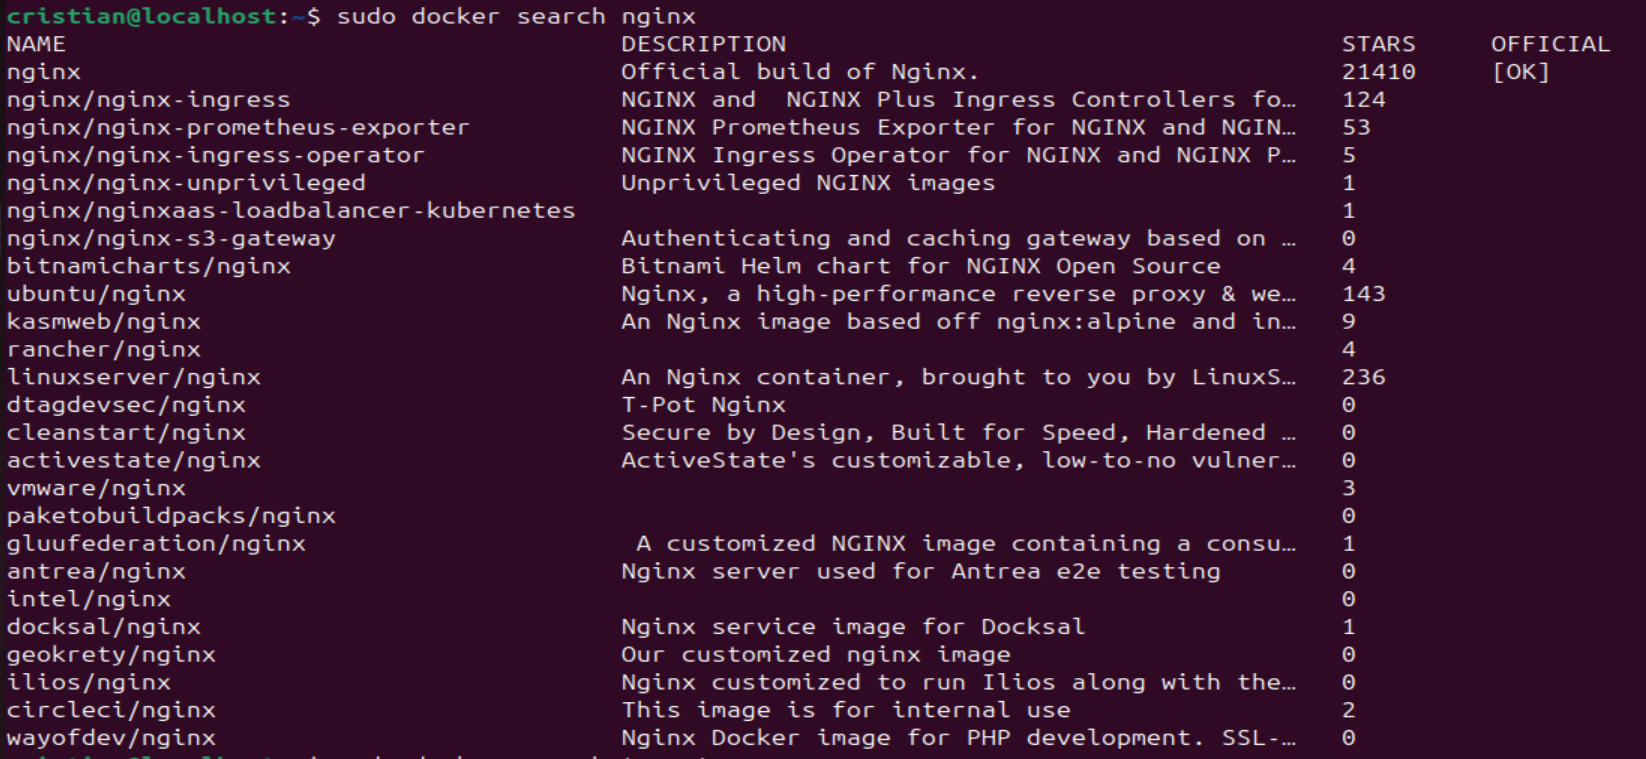 cristian@localhost:~$ sudo docker search nginx
NAME DESCRIPTION STARS OFFICIAL
nginx Official build of Nginx. 21410 [OK]
nginx/nginx-ingress NGINX and  NGINX Plus Ingress Controllers fo… 124
nginx/nginx-prometheus-exporter NGINX Prometheus Exporter for NGINX and NGIN… 53
nginx/nginx-ingress-operator NGINX Ingress Operator for NGINX and NGINX P… 5
nginx/nginx-unprivileged Unprivileged NGINX images 1
nginx/nginxaas-loadbalancer-kubernetes 1
nginx/nginx-s3-gateway Authenticating and caching gateway based on … 0
bitnamicharts/nginx Bitnami Helm chart for NGINX Open Source 4
ubuntu/nginx Nginx, a high-performance reverse proxy & we… 143
kasmweb/nginx An Nginx image based off nginx:alpine and in… 9
rancher/nginx 4
linuxserver/nginx An Nginx container, brought to you by LinuxS… 236
dtagdevsec/nginx T-Pot Nginx 0
cleanstart/nginx Secure by Design, Built for Speed, Hardened … 0
activestate/nginx ActiveState's customizable, low-to-no vulner… 0
vmware/nginx 3
paketobuildpacks/nginx 0
gluufederation/nginx A customized NGINX image containing a consu… 1
antrea/nginx Nginx server used for Antrea e2e testing 0
intel/nginx 0
docksal/nginx Nginx service image for Docksal 1
geokrety/nginx Our customized nginx image 0
ilios/nginx Nginx customized to run Ilios along with the… 0
circleci/nginx This image is for internal use 2
wayofdev/nginx Nginx Docker image for PHP development. SSL-… 0